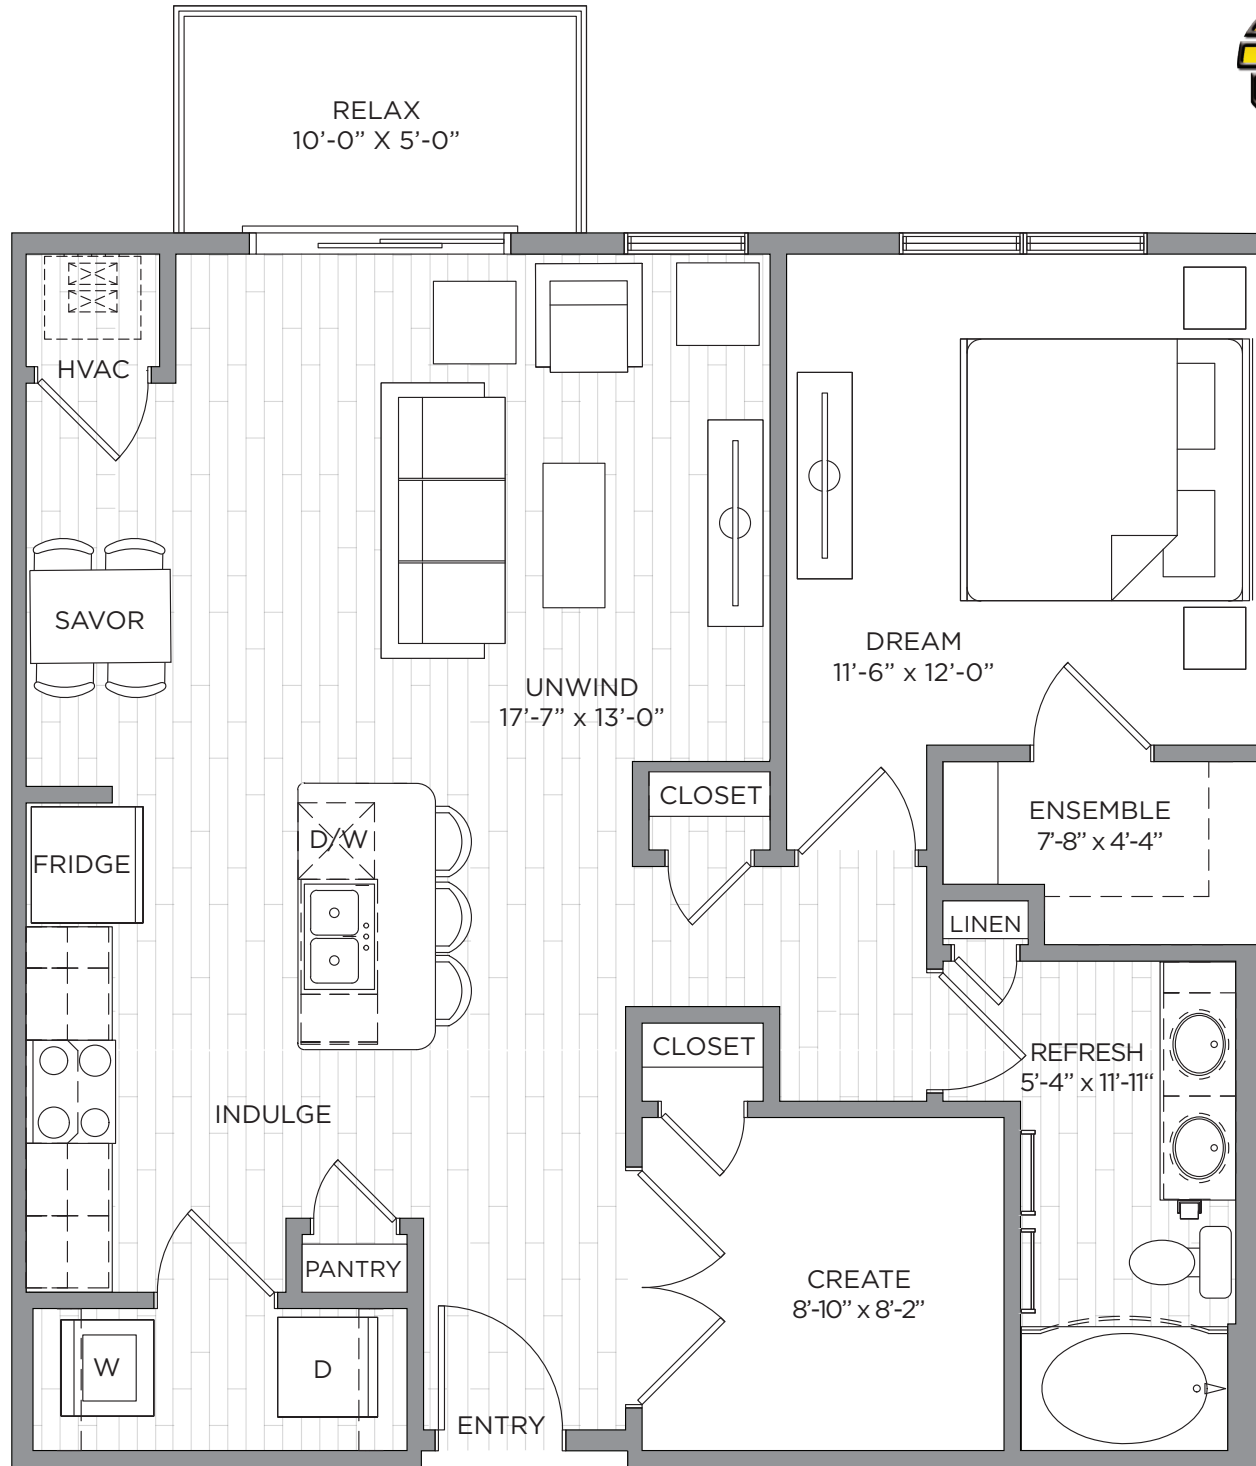 RELAX
10’-0” X 5’-0”
HVAC
SAVOR
UNWIND
17’-7” x 13’-0”
DREAM
11’-6” x 12’-0”
CLOSET
ENSEMBLE
7’-8” x 4’-4”
FRIDGE
D/W
LINEN
CLOSET
REFRESH
5’-4” x 11’-11“
INDULGE
PANTRY
CREATE
8’-10” x 8’-2”
W
D
ENTRY